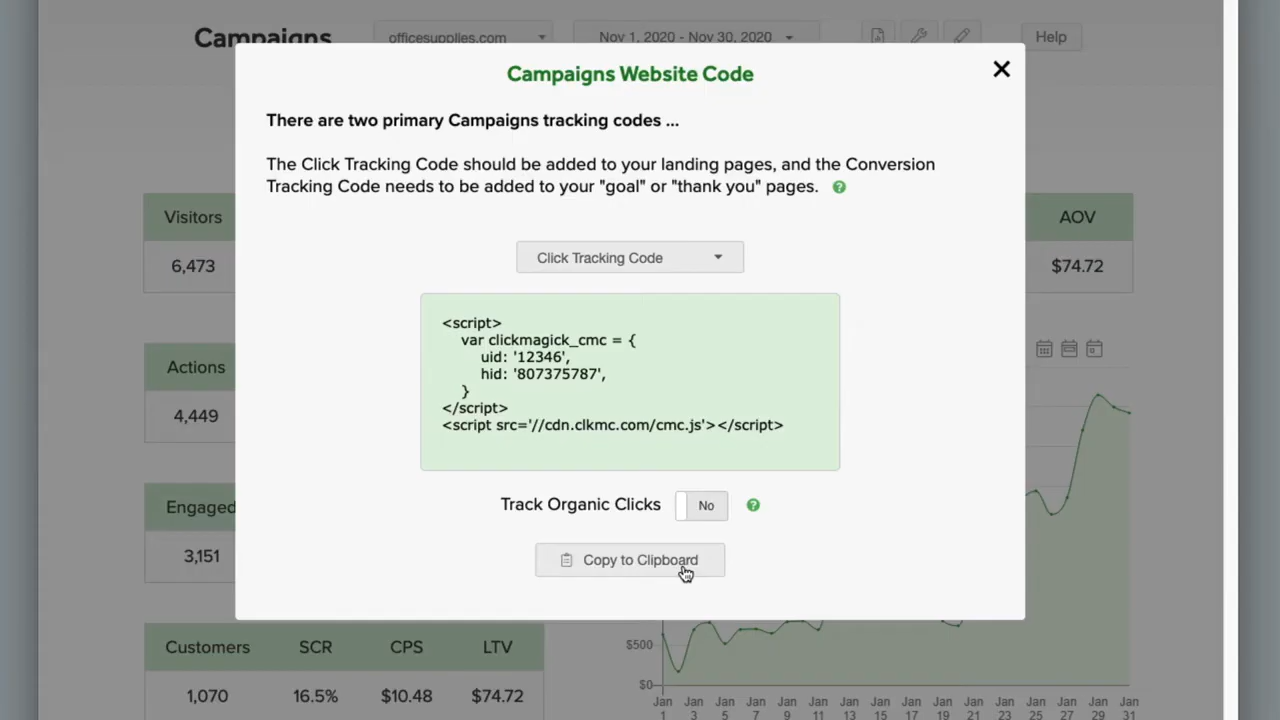 Campaigns
officesupplies.com
Nov 1, 2020 - Nov 30, 2020
Help
Campaigns Website Code
There are two primary Campaigns tracking codes ...
The Click Tracking Code should be added to your landing pages, and the Conversion
Tracking Code needs to be added to your "goal" or "thank you" pages. ?
Click Tracking Code
<script>
var clickmagick_cmc = {
uid: '12346',
hid: '807375787',
}
</script>
<script src='//cdn.clkmc.com/cmc.js'></script>
Track Organic Clicks No ?
Copy to Clipboard
Visitors
6,473
AOV
$74.72
Actions
4,449
Engaged
3,151
Customers SCR CPS LTV
1,070 16.5% $10.48 $74.72
$500
$0
Jan Jan Jan Jan Jan Jan Jan Jan Jan Jan Jan Jan Jan Jan Jan Jan
1 3 5 7 9 11 13 15 17 19 21 23 25 27 29 31